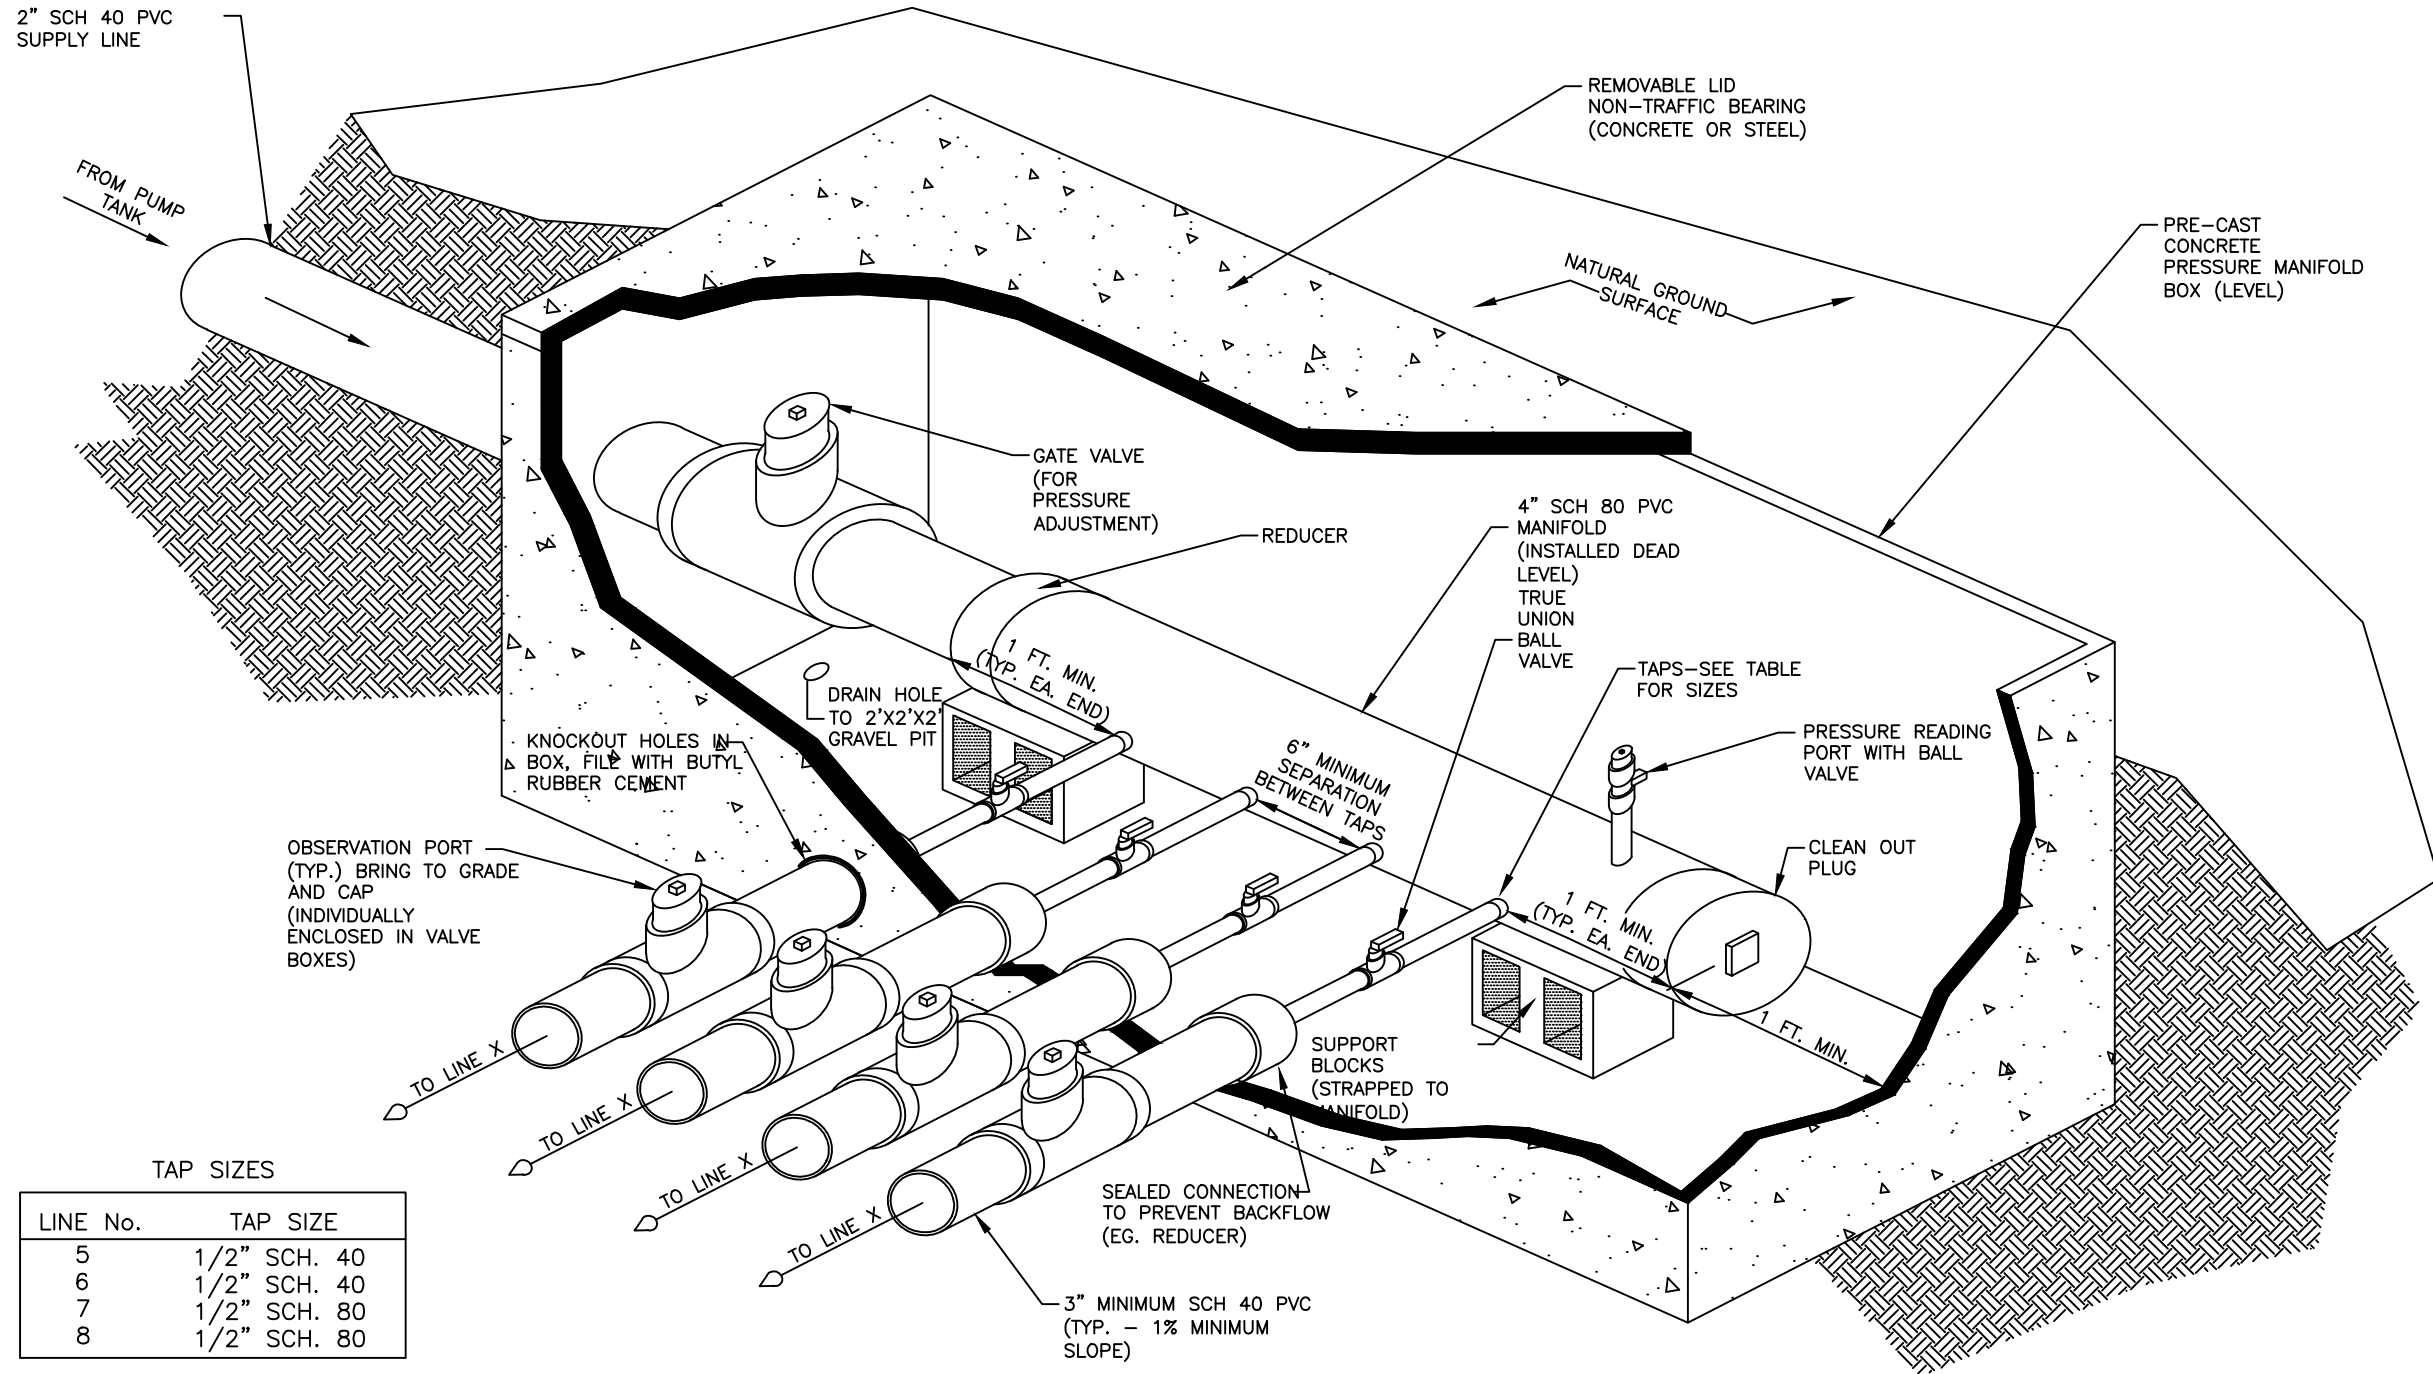 2” SCH 40 PVC
SUPPLY LINE
FROM PUMP
TANK
REMOVABLE LID
NON-TRAFFIC BEARING
(CONCRETE OR STEEL)
PRE-CAST
CONCRETE
PRESSURE MANIFOLD
BOX (LEVEL)
NATURAL GROUND
SURFACE
GATE VALVE
(FOR
PRESSURE
ADJUSTMENT)
REDUCER
4” SCH 80 PVC
MANIFOLD
(INSTALLED DEAD
LEVEL)
TRUE
UNION
BALL
VALVE
TAPS-SEE TABLE
FOR SIZES
PRESSURE READING
PORT WITH BALL
VALVE
CLEAN OUT
PLUG
1 FT. MIN.
(TYP. EA. END)
DRAIN HOLE
TO 2'X2'X2'
GRAVEL PIT
KNOCKOUT HOLES IN
BOX, FILL WITH BUTYL
RUBBER CEMENT
6” MINIMUM
SEPARATION
BETWEEN TAPS
OBSERVATION PORT
(TYP.) BRING TO GRADE
AND CAP
(INDIVIDUALLY
ENCLOSED IN VALVE
BOXES)
1 FT. MIN.
(TYP. EA. END)
1 FT. MIN.
SUPPORT
BLOCKS
(STRAPPED TO
MANIFOLD)
TO LINE X
TO LINE X
TO LINE X
TO LINE X
SEALED CONNECTION
TO PREVENT BACKFLOW
(EG. REDUCER)
3” MINIMUM SCH 40 PVC
(TYP. – 1% MINIMUM
SLOPE)
TAP SIZES
LINE No. TAP SIZE
5 1/2” SCH. 40
6 1/2” SCH. 40
7 1/2” SCH. 80
8 1/2” SCH. 80